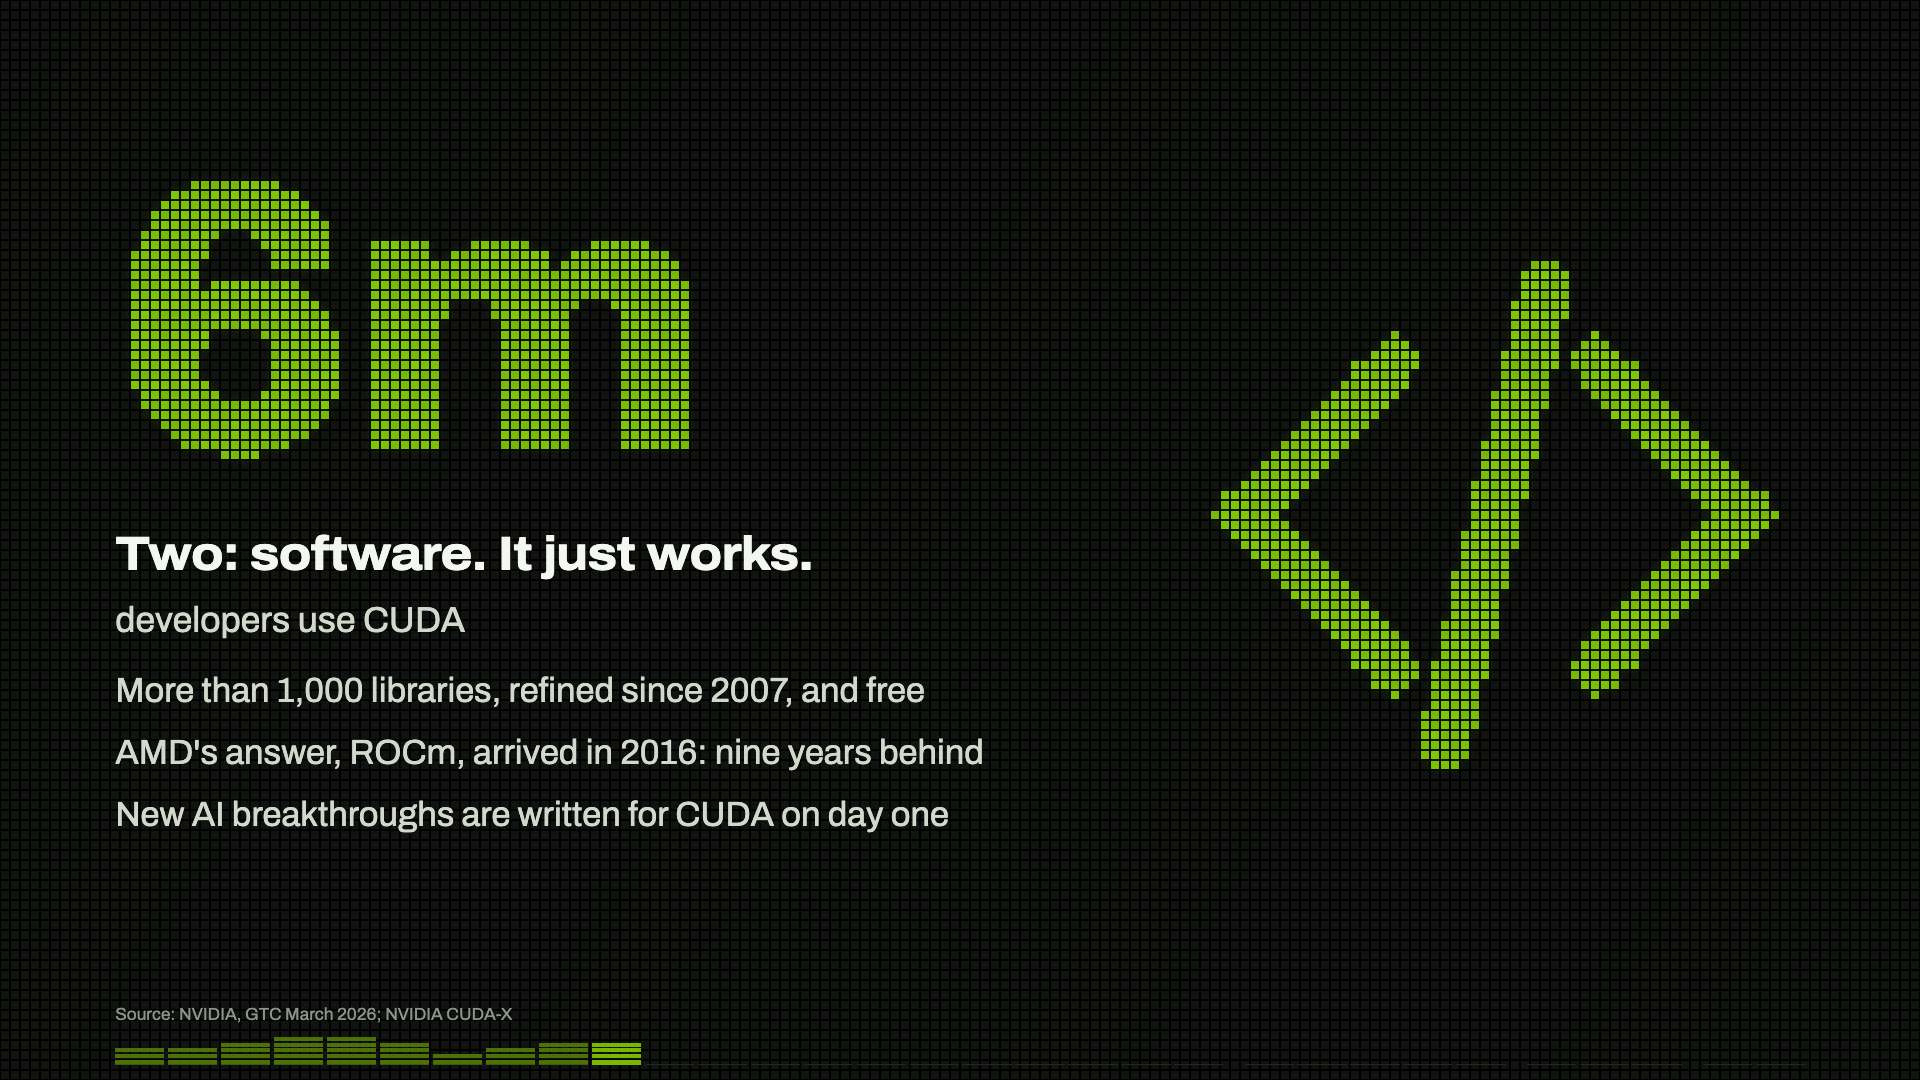 6m
Two: software. It just works.
developers use CUDA
More than 1,000 libraries, refined since 2007, and free
AMD's answer, ROCm, arrived in 2016: nine years behind
New AI breakthroughs are written for CUDA on day one
Source: NVIDIA, GTC March 2026; NVIDIA CUDA-X